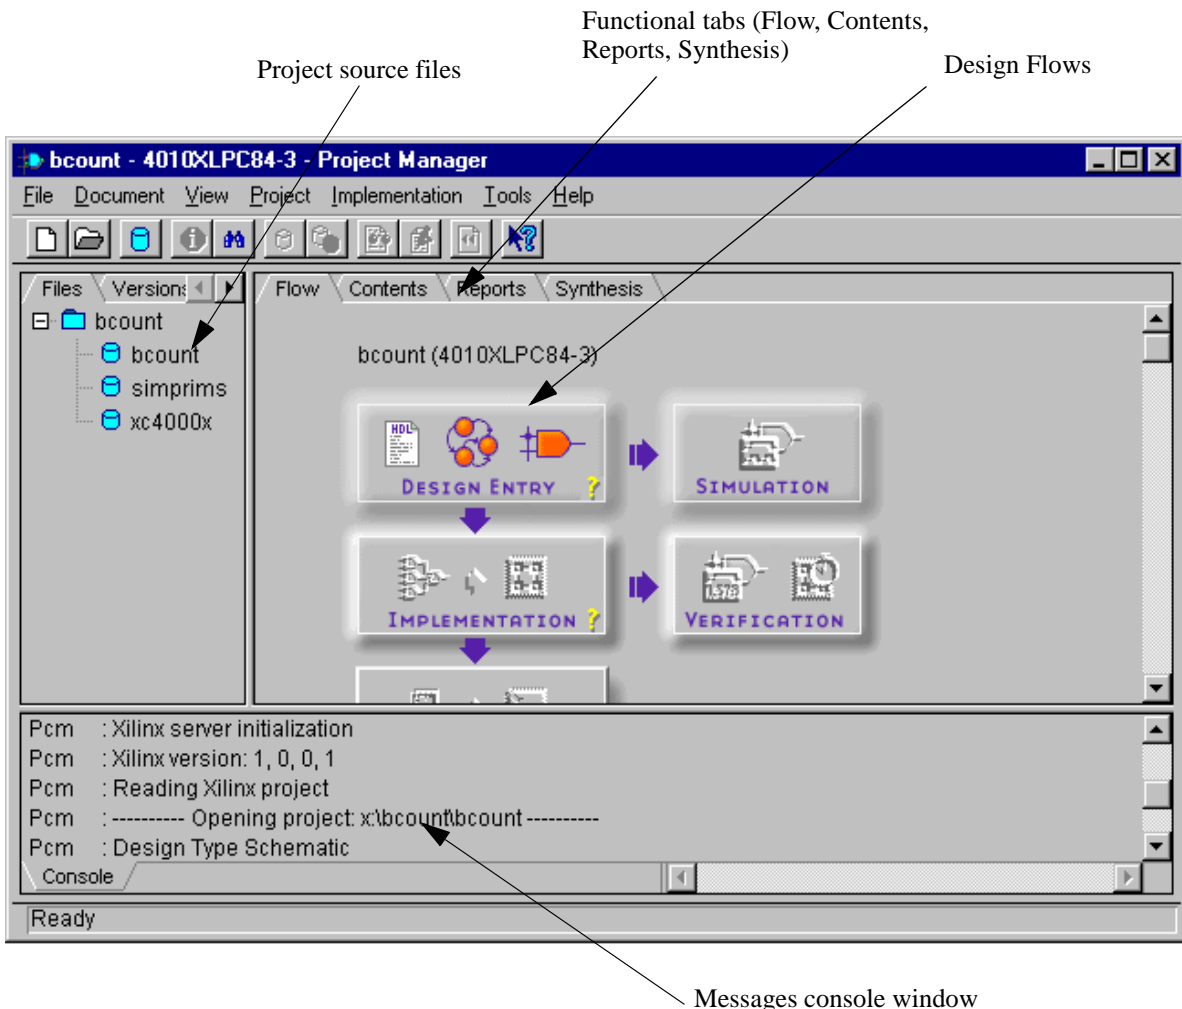 Functional tabs (Flow, Contents,
Reports, Synthesis)
Project source files
Design Flows
bcount - 4010XLPC84-3 - Project Manager
File Document View Project Implementation Tools Help
Files Versions
Flow Contents Reports Synthesis
bcount
bcount
simprims
xc4000x
bcount (4010XLPC84-3)
HDL
DESIGN ENTRY ?
SIMULATION
IMPLEMENTATION ?
1.578
VERIFICATION
Pcm : Xilinx server initialization
Pcm : Xilinx version: 1, 0, 0, 1
Pcm : Reading Xilinx project
Pcm : ---------- Opening project: x:\bcount\bcount ----------
Pcm : Design Type Schematic
Console
Ready
Messages console window